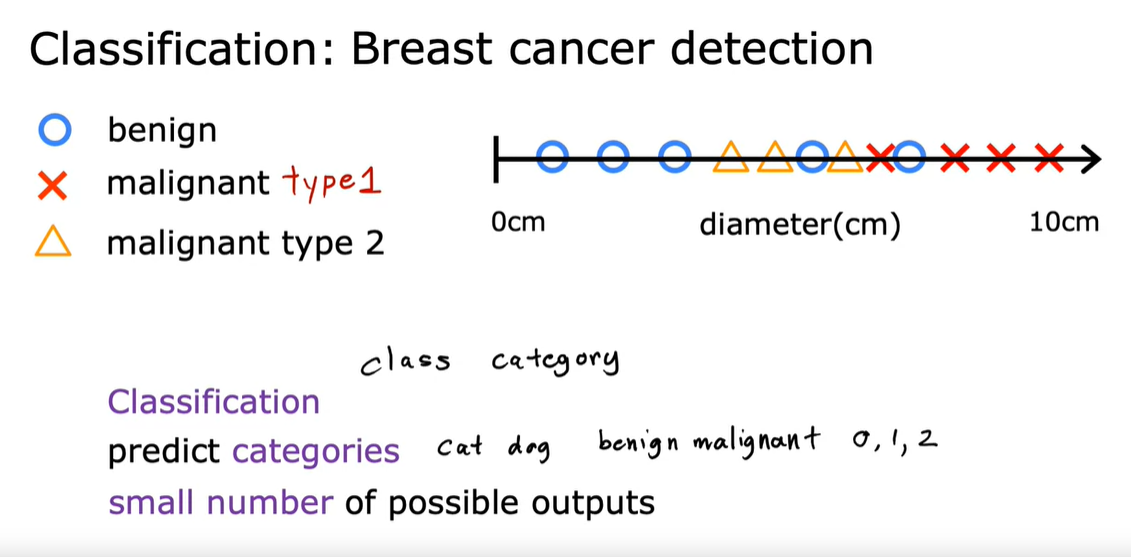 Classification: Breast cancer detection
benign
malignant type1
malignant type 2
0cm diameter(cm) 10cm
class category
Classification
predict categories cat dog benign malignant 0, 1, 2
small number of possible outputs